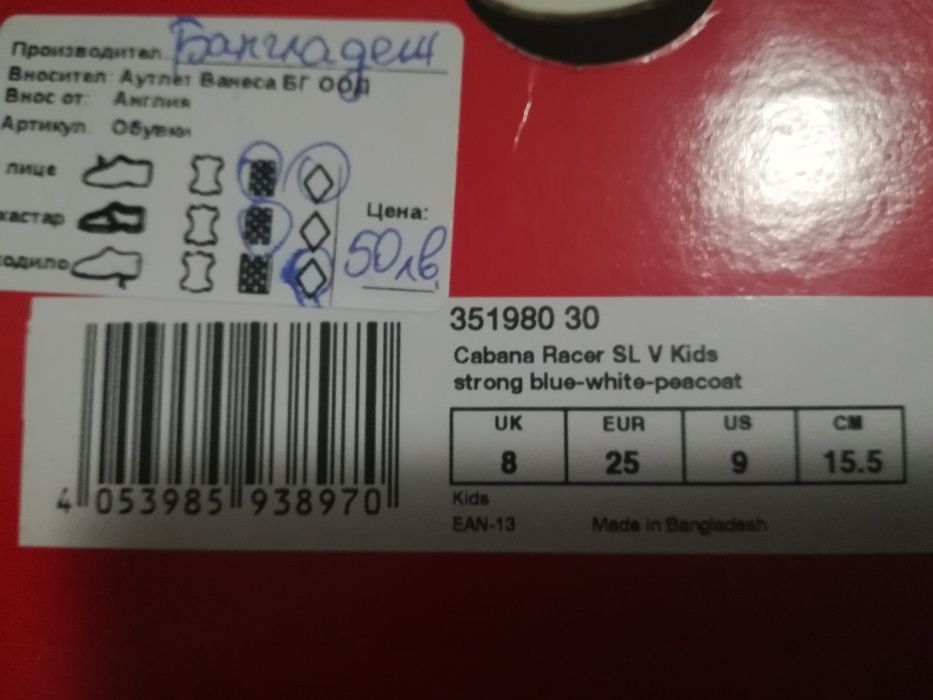 Производител Бангладеш
Вносител: Аутлет Ванеса БГ ООД
Внос от: Англия
Артикул: Обувки
лице
хастар
ходило
Цена:
50лв
351980 30
Cabana Racer SL V Kids
strong blue-white-peacoat
UK EUR US CM
8 25 9 15.5
Kids
EAN-13 Made in Bangladesh
4 053985 938970